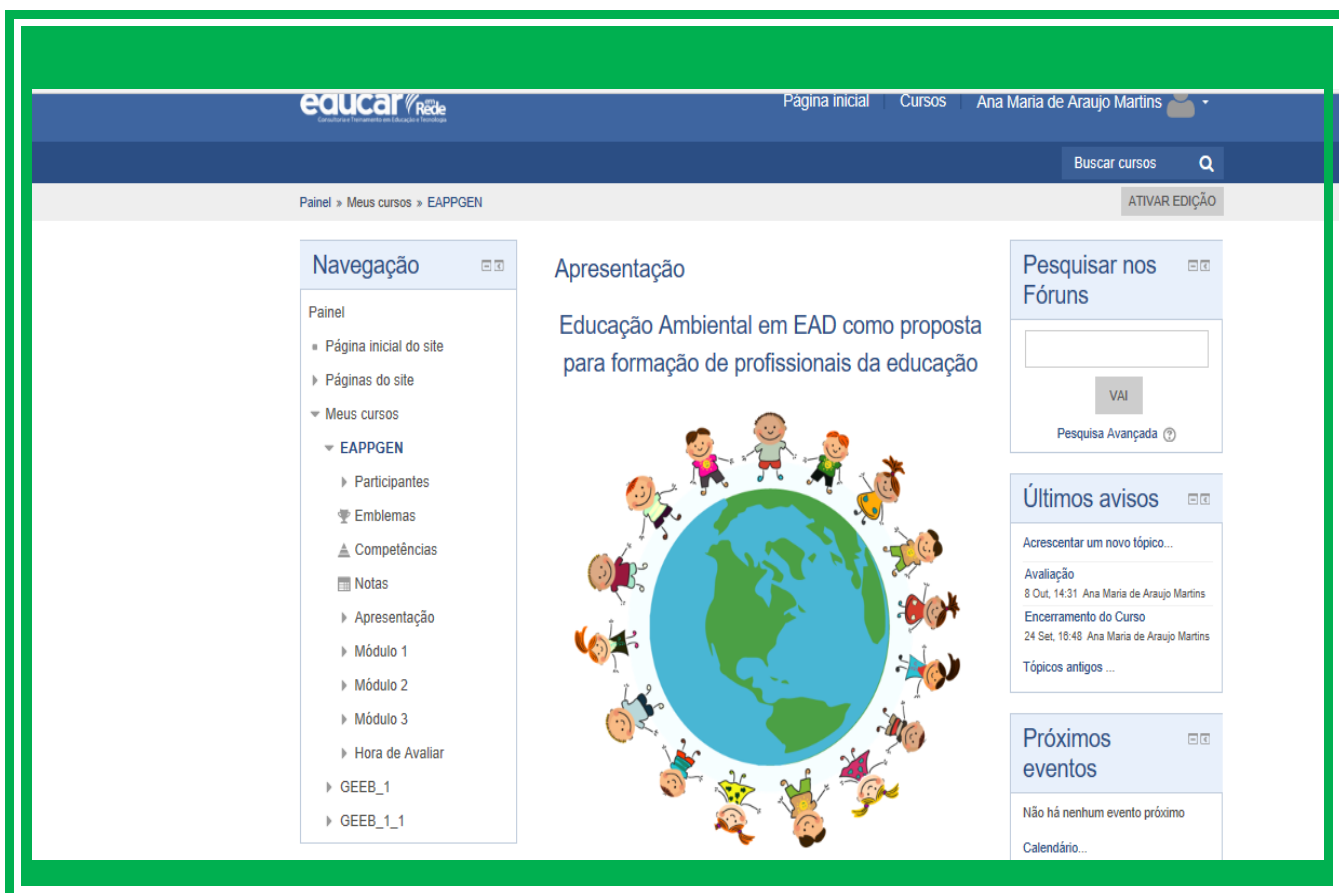 educar em Rede
Consultoria e Treinamento em Educação e Tecnologia
Página inicial
Cursos
Ana Maria de Araujo Martins
Buscar cursos
Painel » Meus cursos » EAPPGEN
ATIVAR EDIÇÃO
Navegação
Painel
Página inicial do site
Páginas do site
Meus cursos
EAPPGEN
Participantes
Emblemas
Competências
Notas
Apresentação
Módulo 1
Módulo 2
Módulo 3
Hora de Avaliar
GEEB_1
GEEB_1_1
Apresentação
Educação Ambiental em EAD como proposta
para formação de profissionais da educação
Pesquisar nos
Fóruns
VAI
Pesquisa Avançada
Últimos avisos
Acrescentar um novo tópico...
Avaliação
8 Out, 14:31 Ana Maria de Araujo Martins
Encerramento do Curso
24 Set, 16:48 Ana Maria de Araujo Martins
Tópicos antigos ...
Próximos
eventos
Não há nenhum evento próximo
Calendário...